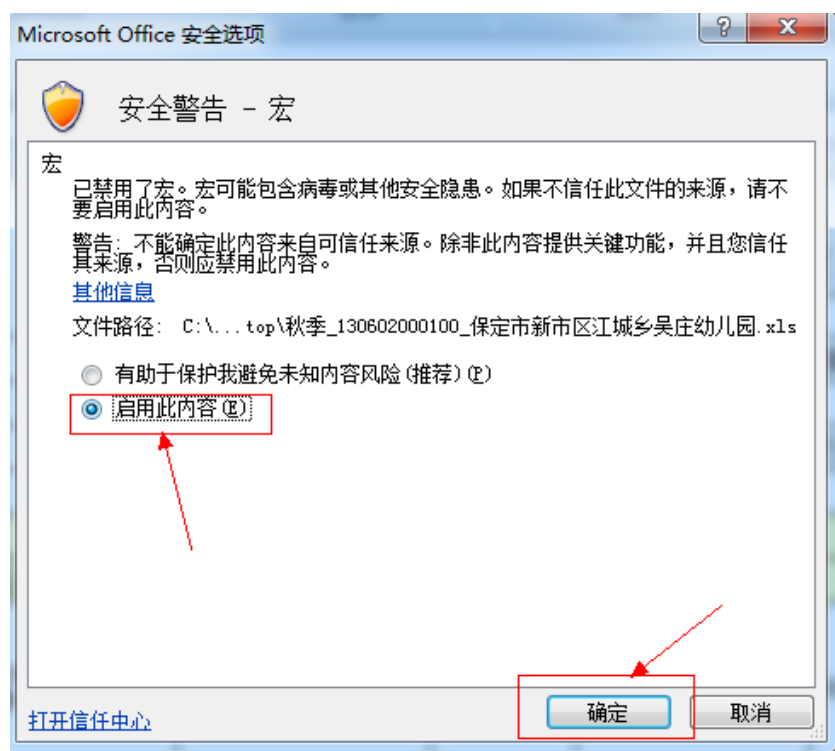 Microsoft Office 安全选项
安全警告 - 宏
宏
已禁用了宏。宏可能包含病毒或其他安全隐患。如果不信任此文件的来源，请不
要启用此内容。
警告: 不能确定此内容来自可信任来源。除非此内容提供关键功能，并且您信任
其来源，否则应禁用此内容。
其他信息
文件路径: C:\...top\秋季_130602000100_保定市新市区江城乡吴庄幼儿园.xls
有助于保护我避免未知内容风险(推荐)(P)
启用此内容(E)
打开信任中心
确定
取消